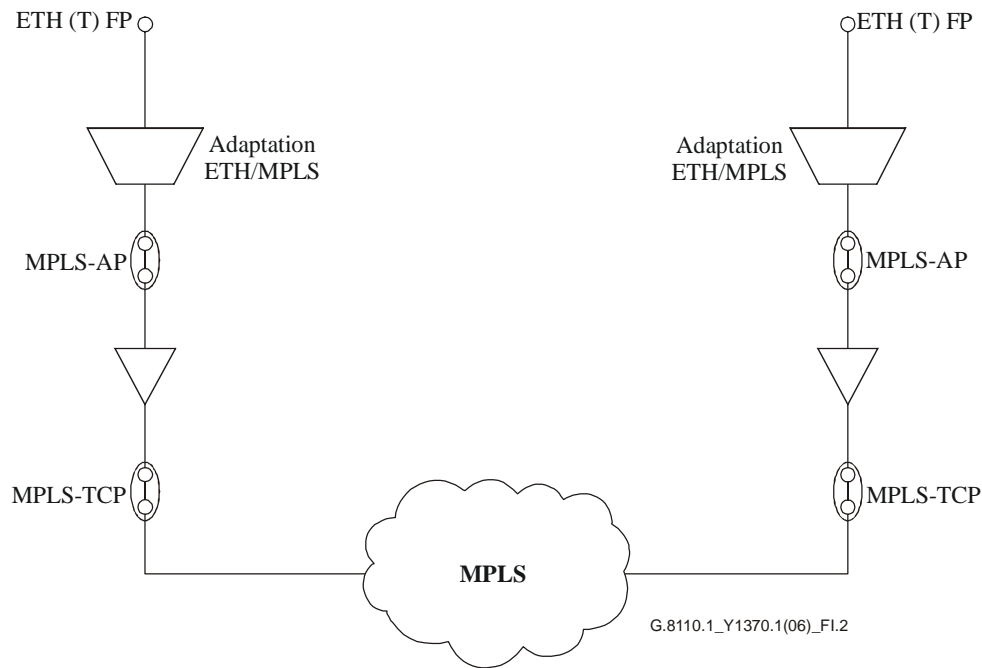 ETH (T) FP
ETH (T) FP
Adaptation
ETH/MPLS
Adaptation
ETH/MPLS
MPLS-AP
MPLS-AP
MPLS-TCP
MPLS-TCP
MPLS
G.8110.1_Y1370.1(06)_FI.2